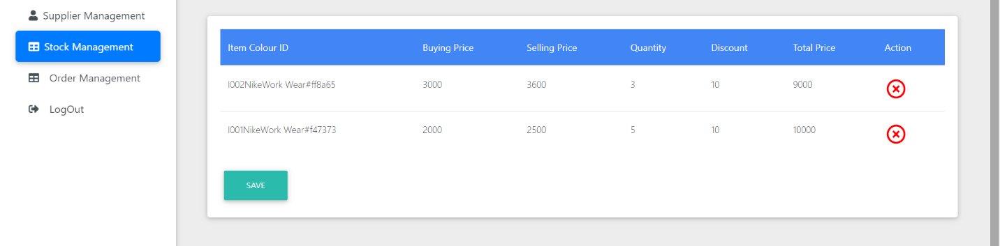 Supplier Management
Stock Management
Order Management
LogOut
Item Colour ID Buying Price Selling Price Quantity Discount Total Price Action
I002NikeWork Wear#ff8a65 3000 3600 3 10 9000
I001NikeWork Wear#f47373 2000 2500 5 10 10000
SAVE